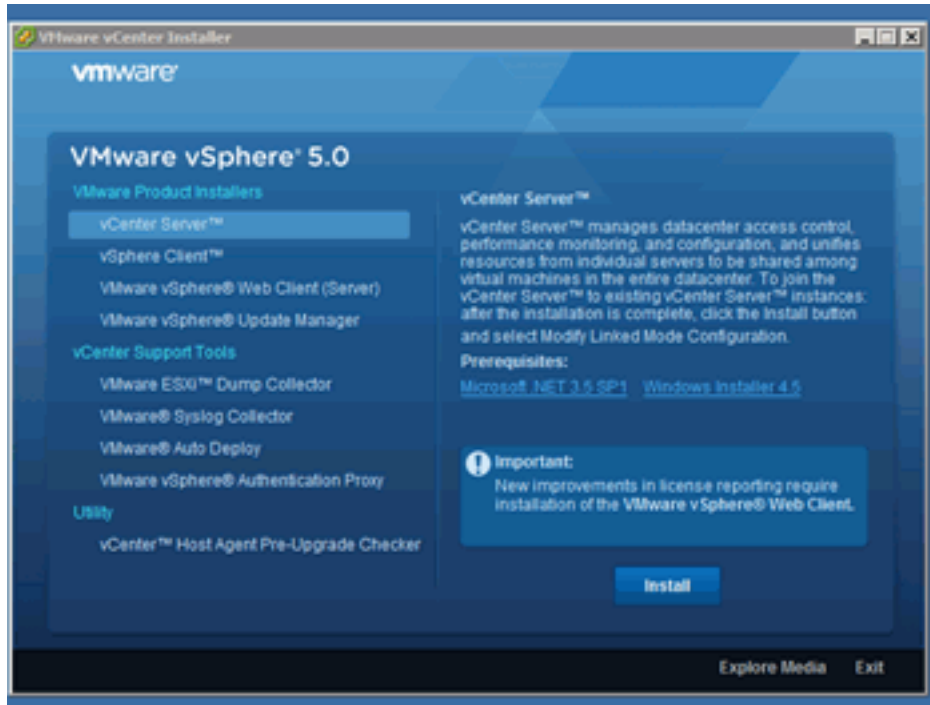 VMware vCenter Installer
vmware
VMware vSphere® 5.0
VMware Product Installers
vCenter Server™
vSphere Client™
VMware vSphere® Web Client (Server)
VMware vSphere® Update Manager
vCenter Support Tools
VMware ESXi™ Dump Collector
VMware® Syslog Collector
VMware® Auto Deploy
VMware vSphere® Authentication Proxy
Utility
vCenter™ Host Agent Pre-Upgrade Checker
vCenter Server™
vCenter Server™ manages datacenter access control,
performance monitoring, and configuration, and unifies
resources from individual servers to be shared among
virtual machines in the entire datacenter. To join the
vCenter Server™ to existing vCenter Server™ instances:
after the installation is complete, click the Install button
and select Modify Linked Mode Configuration.
Prerequisites:
Microsoft .NET 3.5 SP1 Windows Installer 4.5
Important:
New improvements in license reporting require
installation of the VMware vSphere® Web Client.
Install
Explore Media Exit